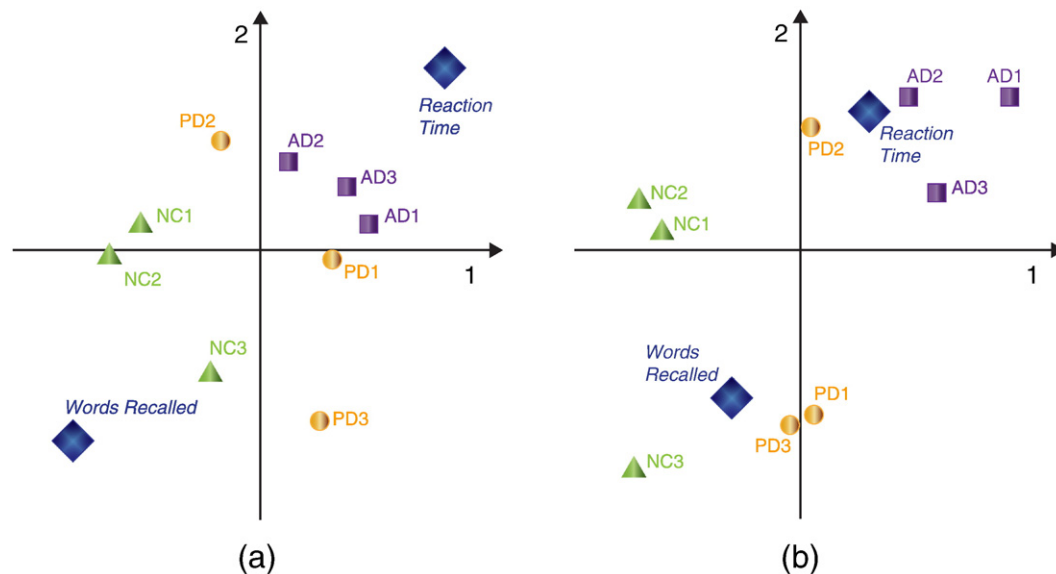 2
Reaction
Time
PD2
AD2
AD3
NC1
AD1
1
PD1
NC2
NC3
Words Recalled
PD3
(a)
2
AD2
AD1
Reaction
Time
PD2
NC2
AD3
NC1
1
Words
Recalled
PD1
PD3
NC3
(b)